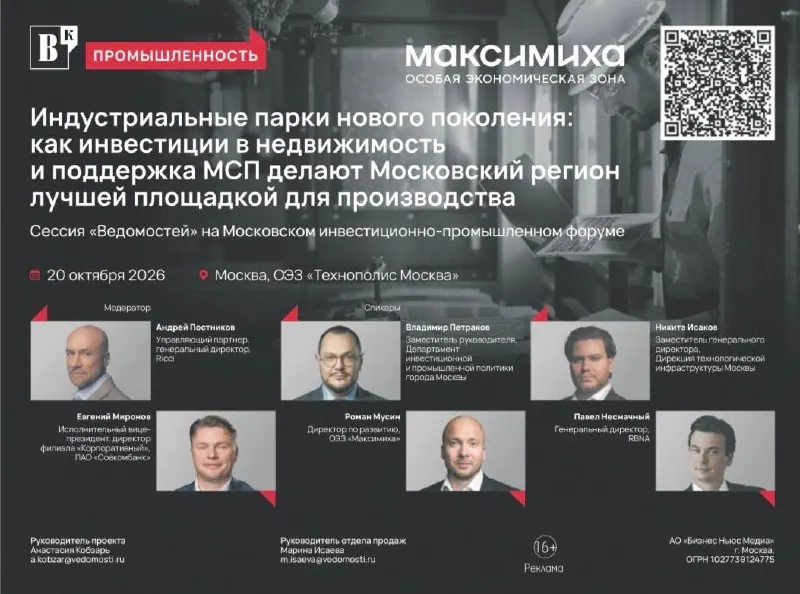 Вк
ПРОМЫШЛЕННОСТЬ
максимиха
ОСОБАЯ ЭКОНОМИЧЕСКАЯ ЗОНА
Индустриальные парки нового поколения:
как инвестиции в недвижимость
и поддержка МСП делают Московский регион
лучшей площадкой для производства
Сессия «Ведомостей» на Московском инвестиционно-промышленном форуме
20 октября 2026
Москва, ОЭЗ «Технополис Москва»
Модератор
Андрей Постников
Управляющий партнер,
генеральный директор,
Ricci
Спикеры
Владимир Петраков
Заместитель руководителя,
Департамент
инвестиционной
и промышленной политики
города Москвы
Никита Исаков
Заместитель генерального
директора,
Дирекция технологической
инфраструктуры Москвы
Евгений Миронов
Исполнительный вице-
президент, директор
филиала «Корпоративный»,
ПАО «Совкомбанк»
Роман Мусин
Директор по развитию,
ОЭЗ «Максимиха»
Павел Несмачный
Генеральный директор,
RBNA
Руководитель проекта
Анастасия Кобзарь
a.kobzar@vedomosti.ru
Руководитель отдела продаж
Марина Исаева
m.isaeva@vedomosti.ru
16+
Реклама
АО «Бизнес Ньюс Медиа»
г. Москва,
ОГРН 1027739124775